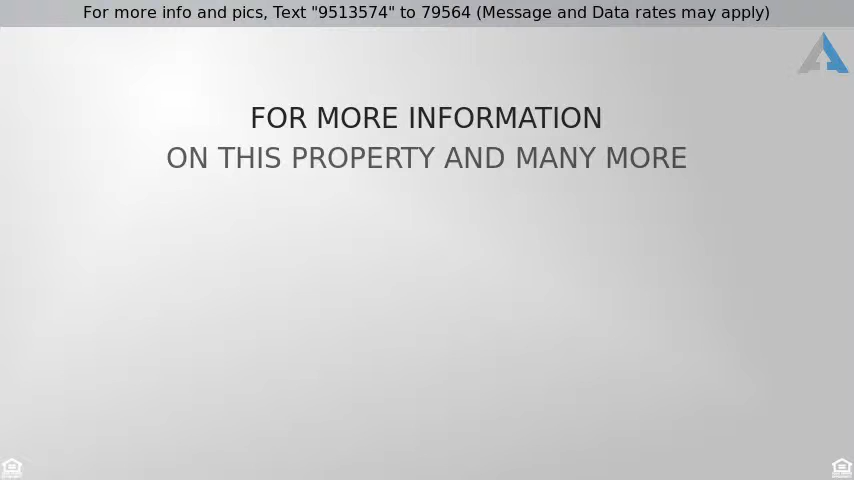 For more info and pics, Text "9513574" to 79564 (Message and Data rates may apply)
FOR MORE INFORMATION
ON THIS PROPERTY AND MANY MORE